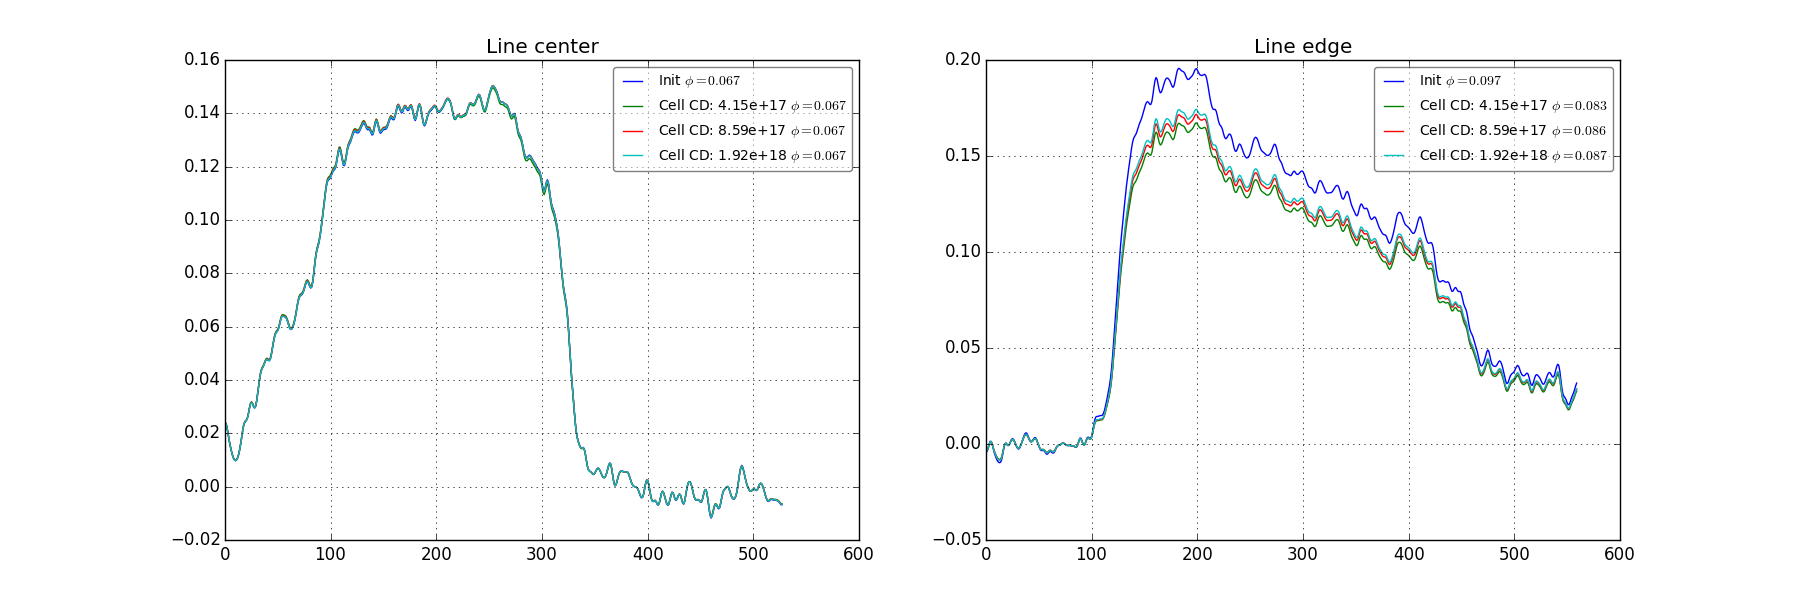 Line center
0.16
0.14
0.12
0.10
0.08
0.06
0.04
0.02
0.00
−0.02
0 100 200 300 400 500 600
Init ϕ=0.067
Cell CD: 4.15e+17 ϕ=0.067
Cell CD: 8.59e+17 ϕ=0.067
Cell CD: 1.92e+18 ϕ=0.067
Line edge
0.20
0.15
0.10
0.05
0.00
−0.05
0 100 200 300 400 500 600
Init ϕ=0.097
Cell CD: 4.15e+17 ϕ=0.083
Cell CD: 8.59e+17 ϕ=0.086
Cell CD: 1.92e+18 ϕ=0.087